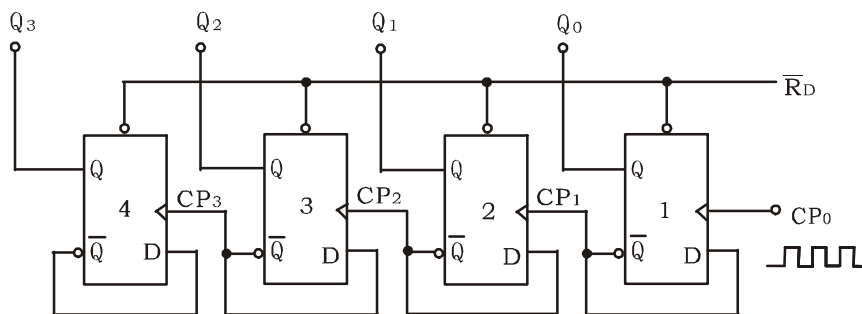 Q₃ Q₂ Q₁ Q₀
R̅D
Q Q Q Q
4 CP₃ 3 CP₂ 2 CP₁ 1 CP₀
Q̅ D Q̅ D Q̅ D Q̅ D